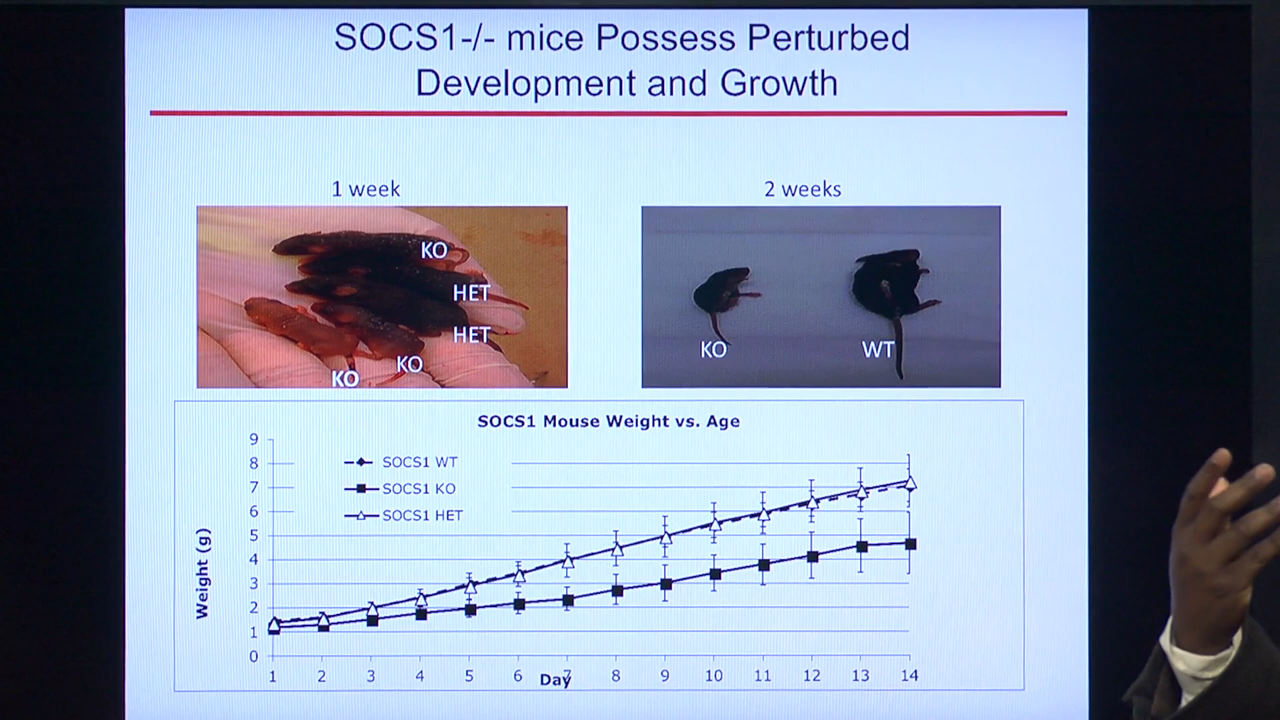 SOCS1-/- mice Possess Perturbed
Development and Growth
1 week
2 weeks
KO
HET
HET
KO
KO
KO
WT
SOCS1 Mouse Weight vs. Age
9
8
7
6
5
4
3
2
1
0
SOCS1 WT
SOCS1 KO
SOCS1 HET
Weight (g)
1 2 3 4 5 6 7 8 9 10 11 12 13 14
Day